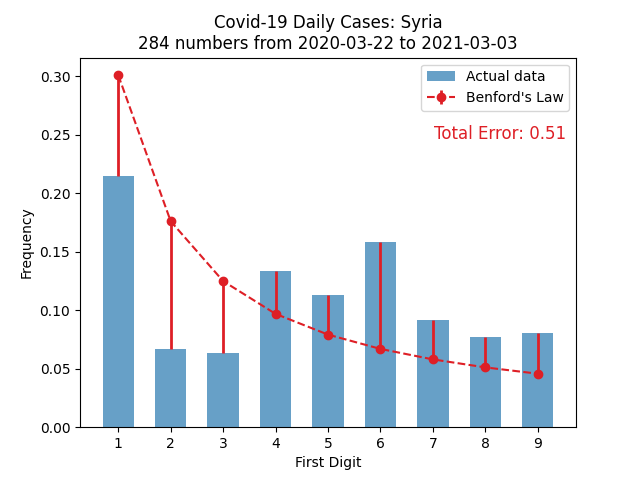 Covid-19 Daily Cases: Syria
284 numbers from 2020-03-22 to 2021-03-03
Actual data
Benford's Law
Total Error: 0.51
Frequency
0.30
0.25
0.20
0.15
0.10
0.05
0.00
1 2 3 4 5 6 7 8 9
First Digit